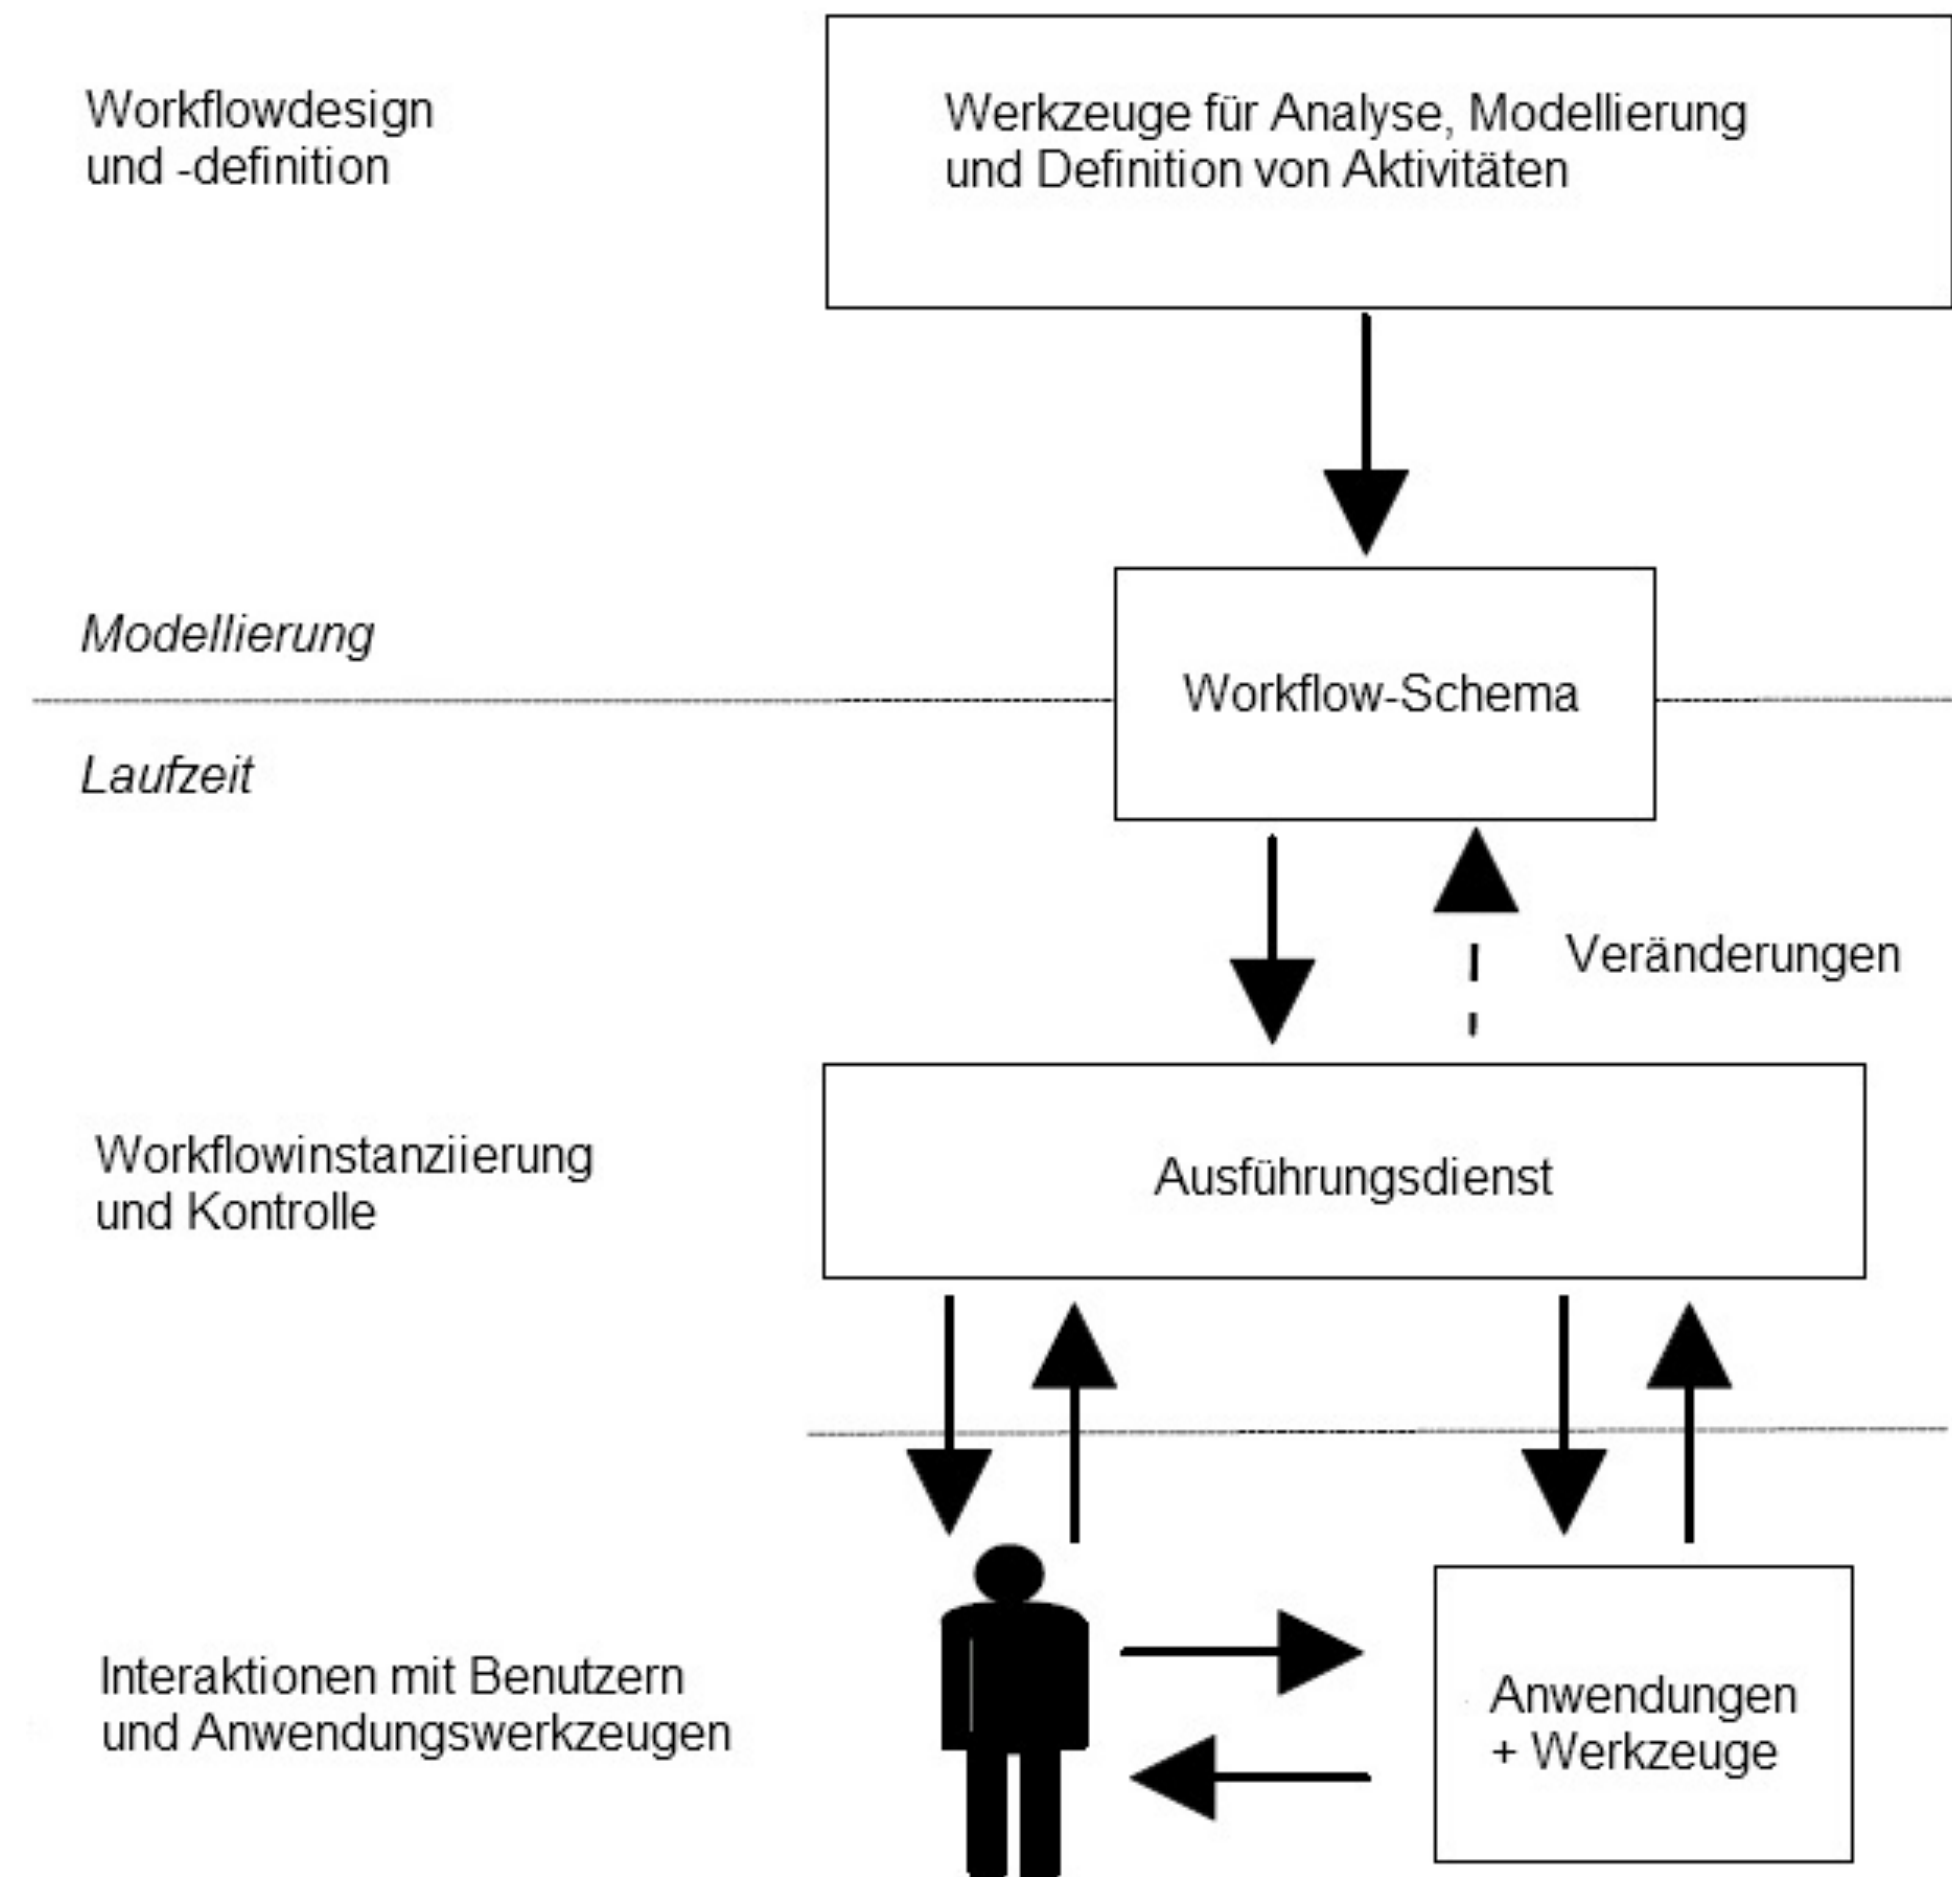 Workflowdesign
und -definition
Werkzeuge für Analyse, Modellierung
und Definition von Aktivitäten
Modellierung
Workflow-Schema
Laufzeit
Veränderungen
Workflowinstanziierung
und Kontrolle
Ausführungsdienst
Interaktionen mit Benutzern
und Anwendungswerkzeugen
Anwendungen
+ Werkzeuge